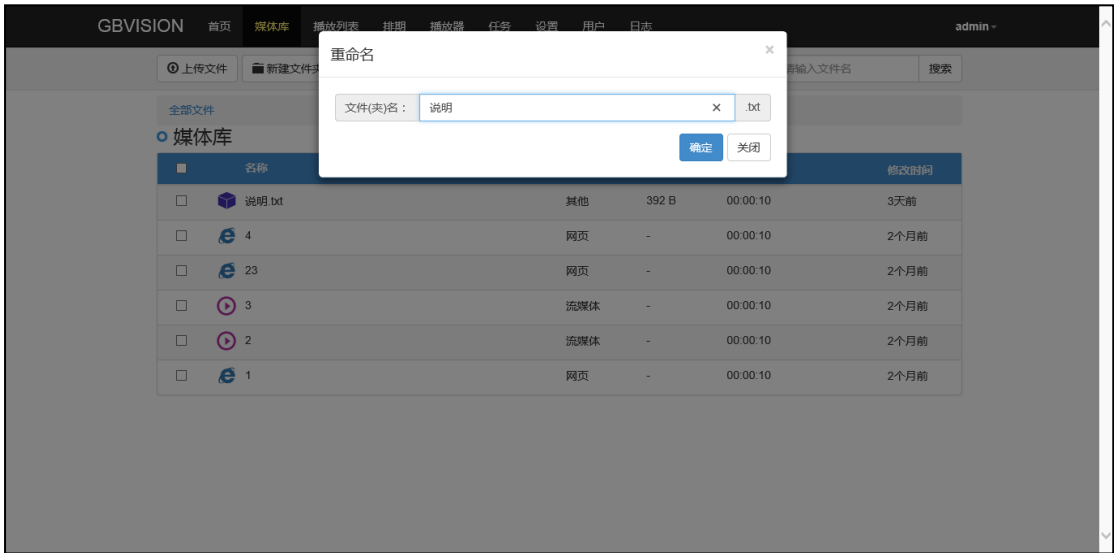 GBVISION 首页 媒体库 播放列表 排期 播放器 任务 设置 用户 日志 admin
重命名 ×
上传文件 新建文件夹 请输入文件名 搜索
文件(夹)名： 说明 × .txt
全部文件
确定 关闭
媒体库
名称 修改时间
说明.txt 其他 392 B 00:00:10 3天前
4 网页 - 00:00:10 2个月前
23 网页 - 00:00:10 2个月前
3 流媒体 - 00:00:10 2个月前
2 流媒体 - 00:00:10 2个月前
1 网页 - 00:00:10 2个月前